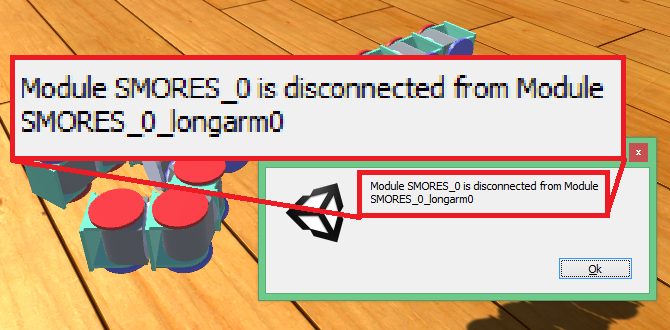 Module SMORES_0 is disconnected from Module
SMORES_0_longarm0
x
Module SMORES_0 is disconnected from Module
SMORES_0_longarm0
Ok